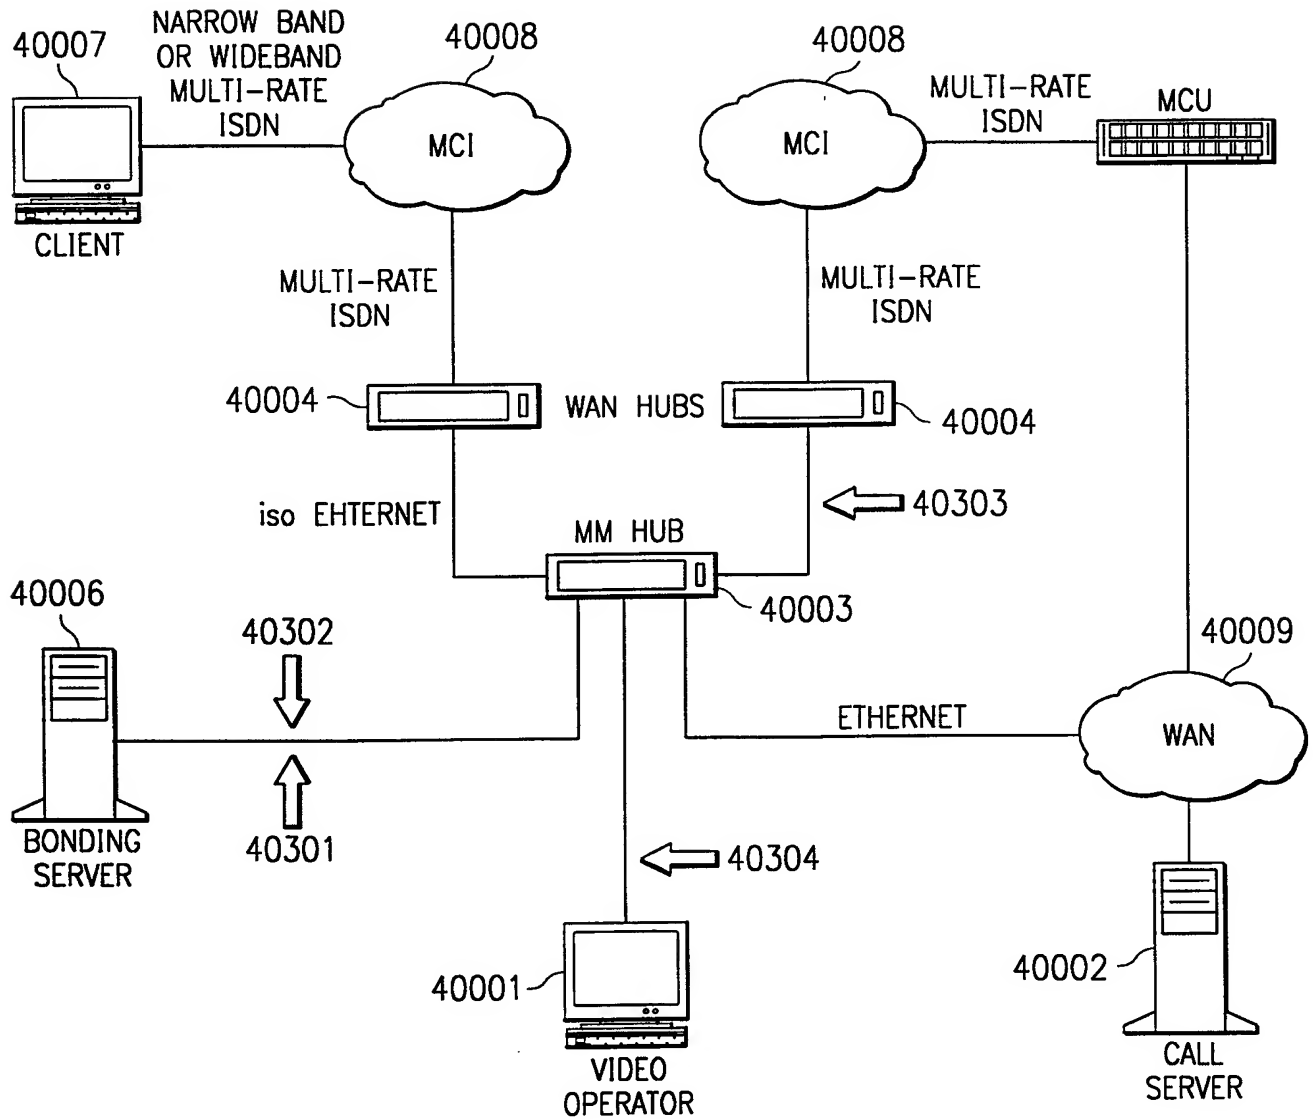 40007
NARROW BAND
OR WIDEBAND
MULTI-RATE
ISDN
40008
MCI
CLIENT
40008
MCI
MULTI-RATE
ISDN
MCU
MULTI-RATE
ISDN
MULTI-RATE
ISDN
40004
WAN HUBS
40004
iso EHTERNET
40303
MM HUB
40003
40006
40302
40009
ETHERNET
WAN
BONDING
SERVER
40301
40304
40001
VIDEO
OPERATOR
40002
CALL
SERVER